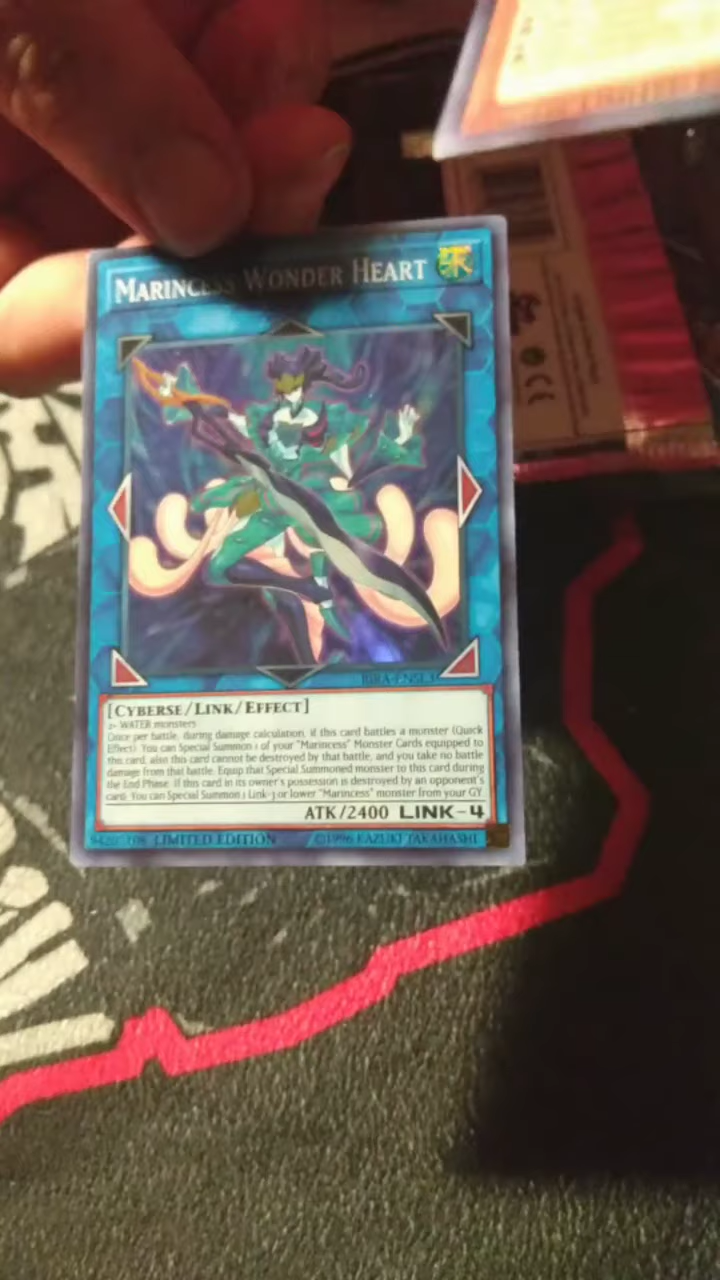 MARINCESS WONDER HEART
[CYBERSE/LINK/EFFECT]
2+ WATER monsters
Once per battle, during damage calculation, if this card battles a monster (Quick
Effect): You can Special Summon 1 of your "Marincess" Monster Cards equipped to
this card, also this card cannot be destroyed by that battle, and you take no battle
damage from that battle. Equip that Special Summoned monster to this card during
the End Phase. If this card in its owner's possession is destroyed by an opponent's
card: You can Special Summon 1 Link-3 or lower "Marincess" monster from your GY.
ATK/2400 LINK-4
LIMITED EDITION ©1996 KAZUKI TAKAHASHI
CE